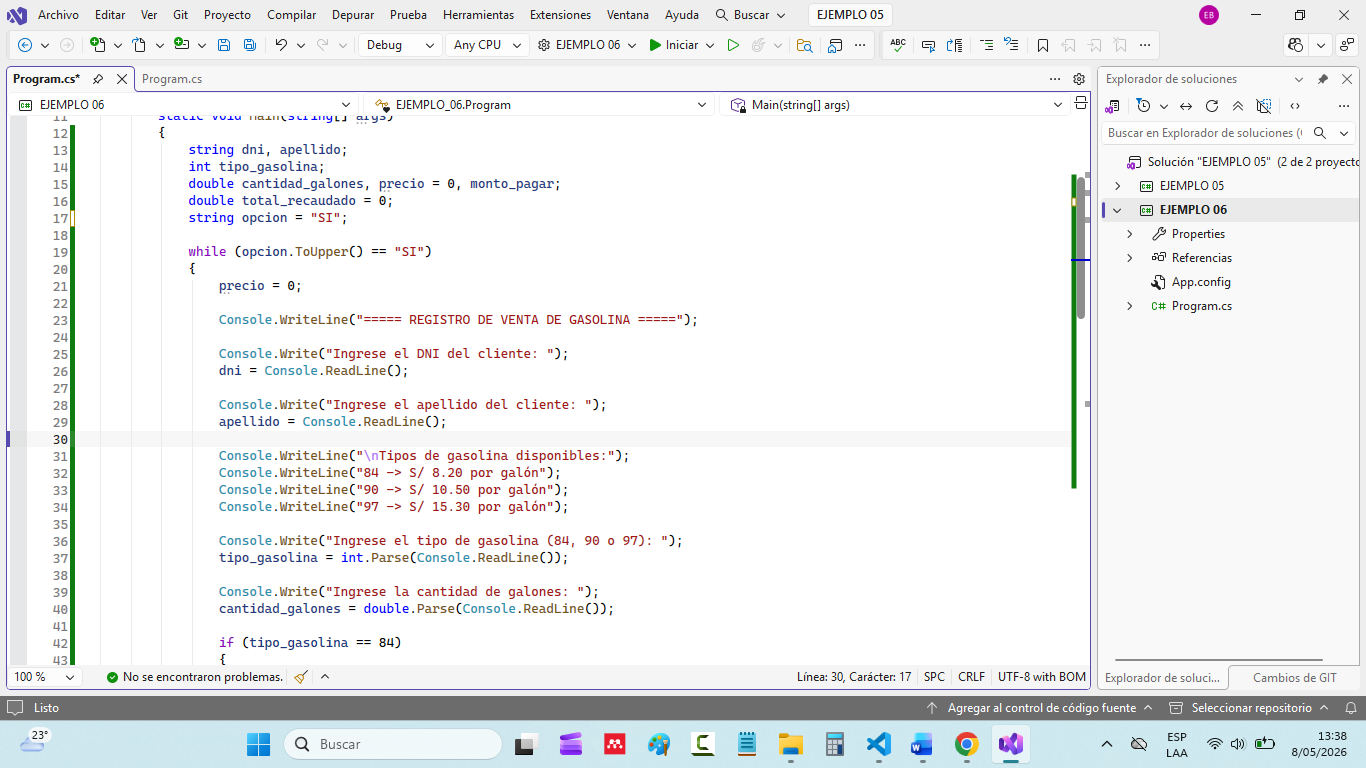 Archivo Editar Ver Git Proyecto Compilar Depurar Prueba Herramientas Extensiones Ventana Ayuda Buscar EJEMPLO 05 EB
Debug Any CPU EJEMPLO 06 Iniciar
Program.cs* Program.cs
EJEMPLO 06 EJEMPLO_06.Program Main(string[] args)
11 static void Main(string[] args)
12 {
13 string dni, apellido;
14 int tipo_gasolina;
15 double cantidad_galones, precio = 0, monto_pagar;
16 double total_recaudado = 0;
17 string opcion = "SI";
18
19 while (opcion.ToUpper() == "SI")
20 {
21 precio = 0;
22
23 Console.WriteLine("===== REGISTRO DE VENTA DE GASOLINA =====");
24
25 Console.Write("Ingrese el DNI del cliente: ");
26 dni = Console.ReadLine();
27
28 Console.Write("Ingrese el apellido del cliente: ");
29 apellido = Console.ReadLine();
30
31 Console.WriteLine("\nTipos de gasolina disponibles:");
32 Console.WriteLine("84 -> S/ 8.20 por galón");
33 Console.WriteLine("90 -> S/ 10.50 por galón");
34 Console.WriteLine("97 -> S/ 15.30 por galón");
35
36 Console.Write("Ingrese el tipo de gasolina (84, 90 o 97): ");
37 tipo_gasolina = int.Parse(Console.ReadLine());
38
39 Console.Write("Ingrese la cantidad de galones: ");
40 cantidad_galones = double.Parse(Console.ReadLine());
41
42 if (tipo_gasolina == 84)
43 {
100 % No se encontraron problemas. Línea: 30, Carácter: 17 SPC CRLF UTF-8 with BOM
Explorador de soluciones
Buscar en Explorador de soluciones (
Solución "EJEMPLO 05" (2 de 2 proyecto
EJEMPLO 05
EJEMPLO 06
Properties
Referencias
App.config
C# Program.cs
Explorador de soluci... Cambios de GIT
Listo Agregar al control de código fuente Seleccionar repositorio
23° Buscar ESP LAA 13:38 8/05/2026